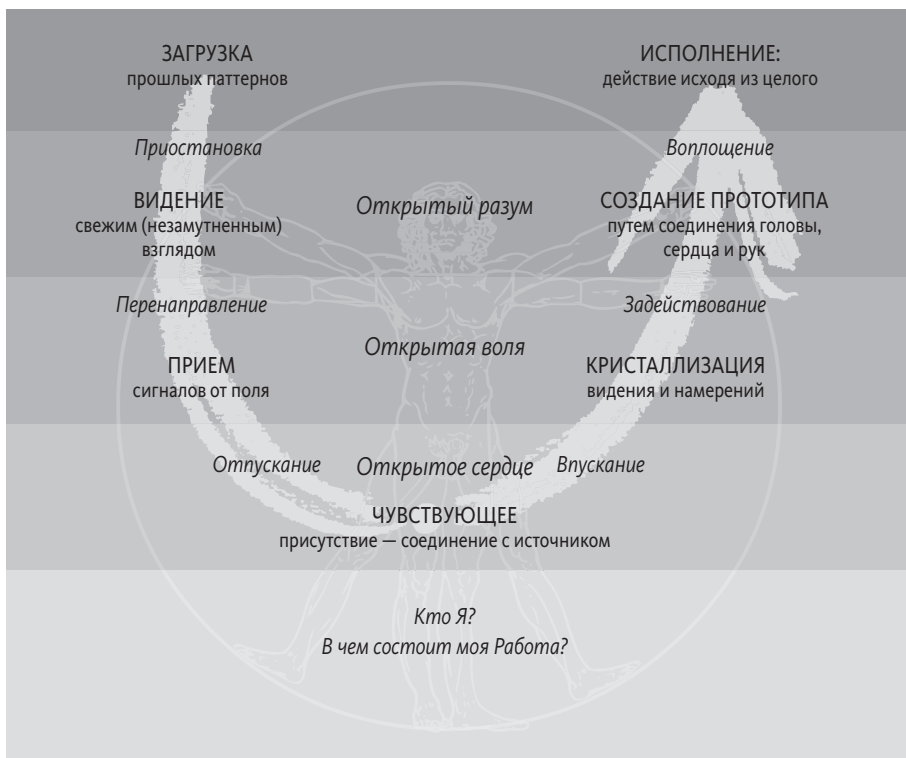 ЗАГРУЗКА
прошлых паттернов
ИСПОЛНЕНИЕ:
действие исходя из целого
Приостановка
Воплощение
ВИДЕНИЕ
свежим (незамутненным)
взглядом
Открытый разум
СОЗДАНИЕ ПРОТОТИПА
путем соединения головы,
сердца и рук
Перенаправление
Задействование
Открытая воля
ПРИЕМ
сигналов от поля
КРИСТАЛЛИЗАЦИЯ
видения и намерений
Отпускание
Открытое сердце
Впускание
ЧУВСТВУЮЩЕЕ
присутствие — соединение с источником
Кто Я?
В чем состоит моя Работа?